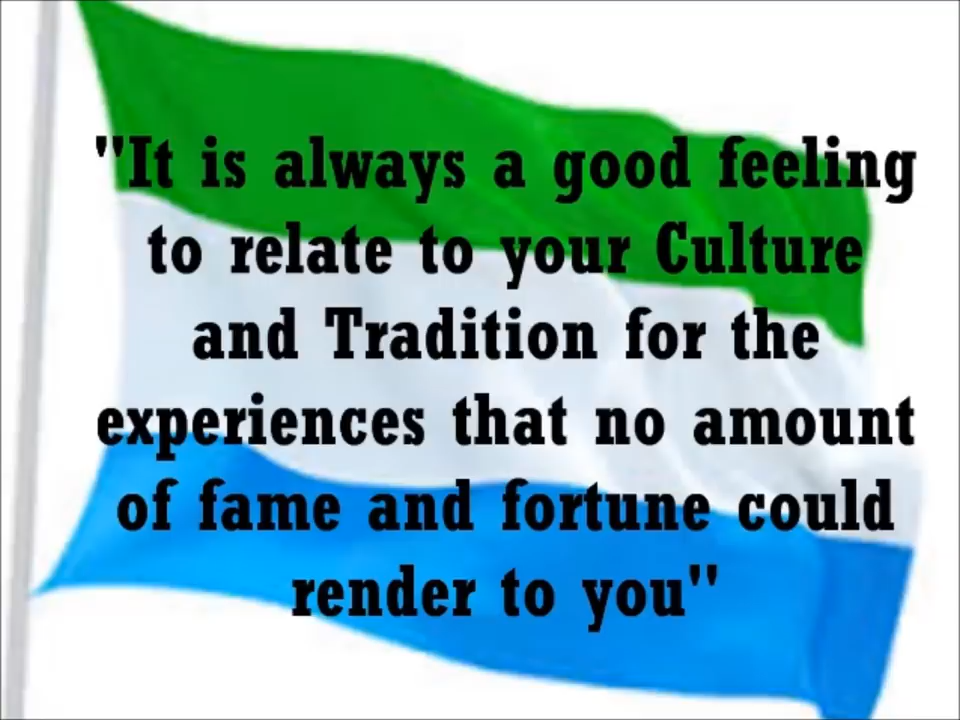 "It is always a good feeling
to relate to your Culture
and Tradition for the
experiences that no amount
of fame and fortune could
render to you"